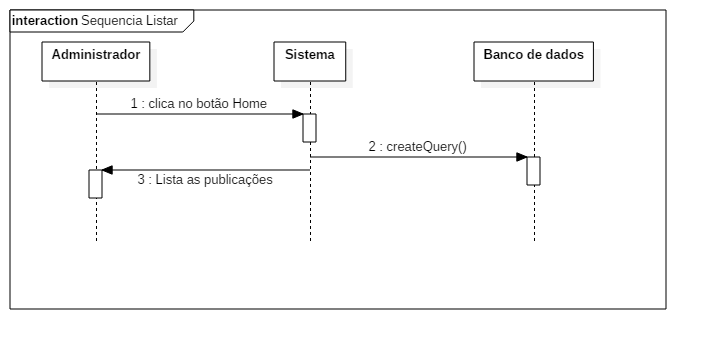 interaction Sequencia Listar
Administrador
Sistema
Banco de dados
1 : clica no botão Home
2 : createQuery()
3 : Lista as publicações